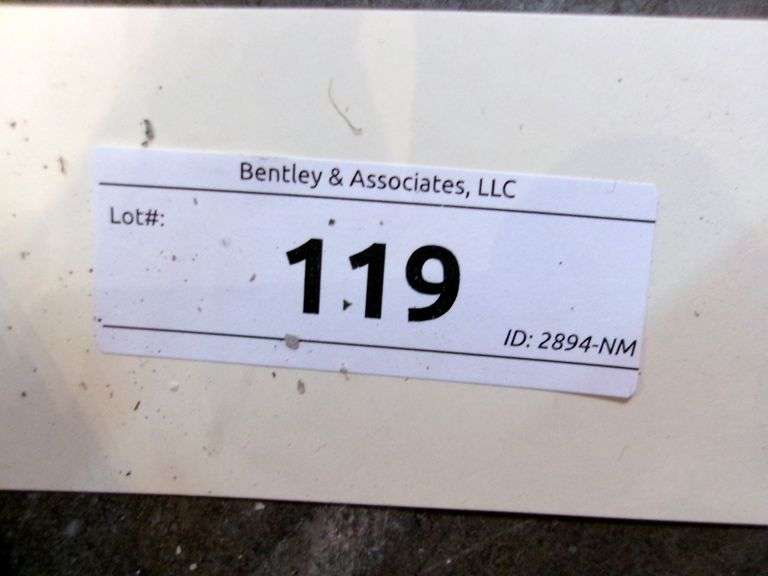 Bentley & Associates, LLC
Lot#:
119
ID: 2894-NM